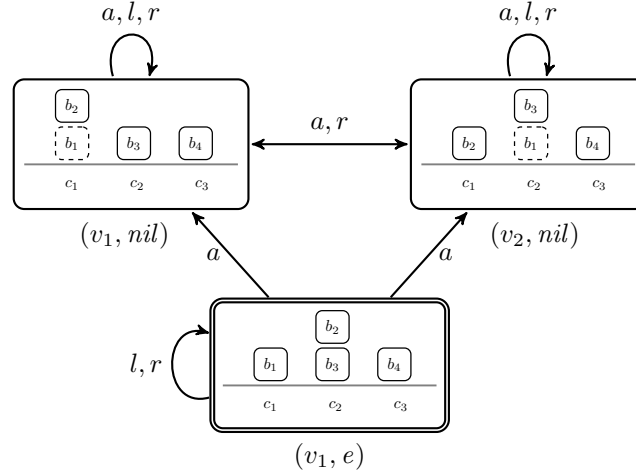 a, l, r
a, l, r
b₂
b₁ b₃ b₄
c₁ c₂ c₃
(v₁, nil)
a, r
b₃
b₂ b₁ b₄
c₁ c₂ c₃
(v₂, nil)
a
a
l, r
b₂
b₁ b₃ b₄
c₁ c₂ c₃
(v₁, e)